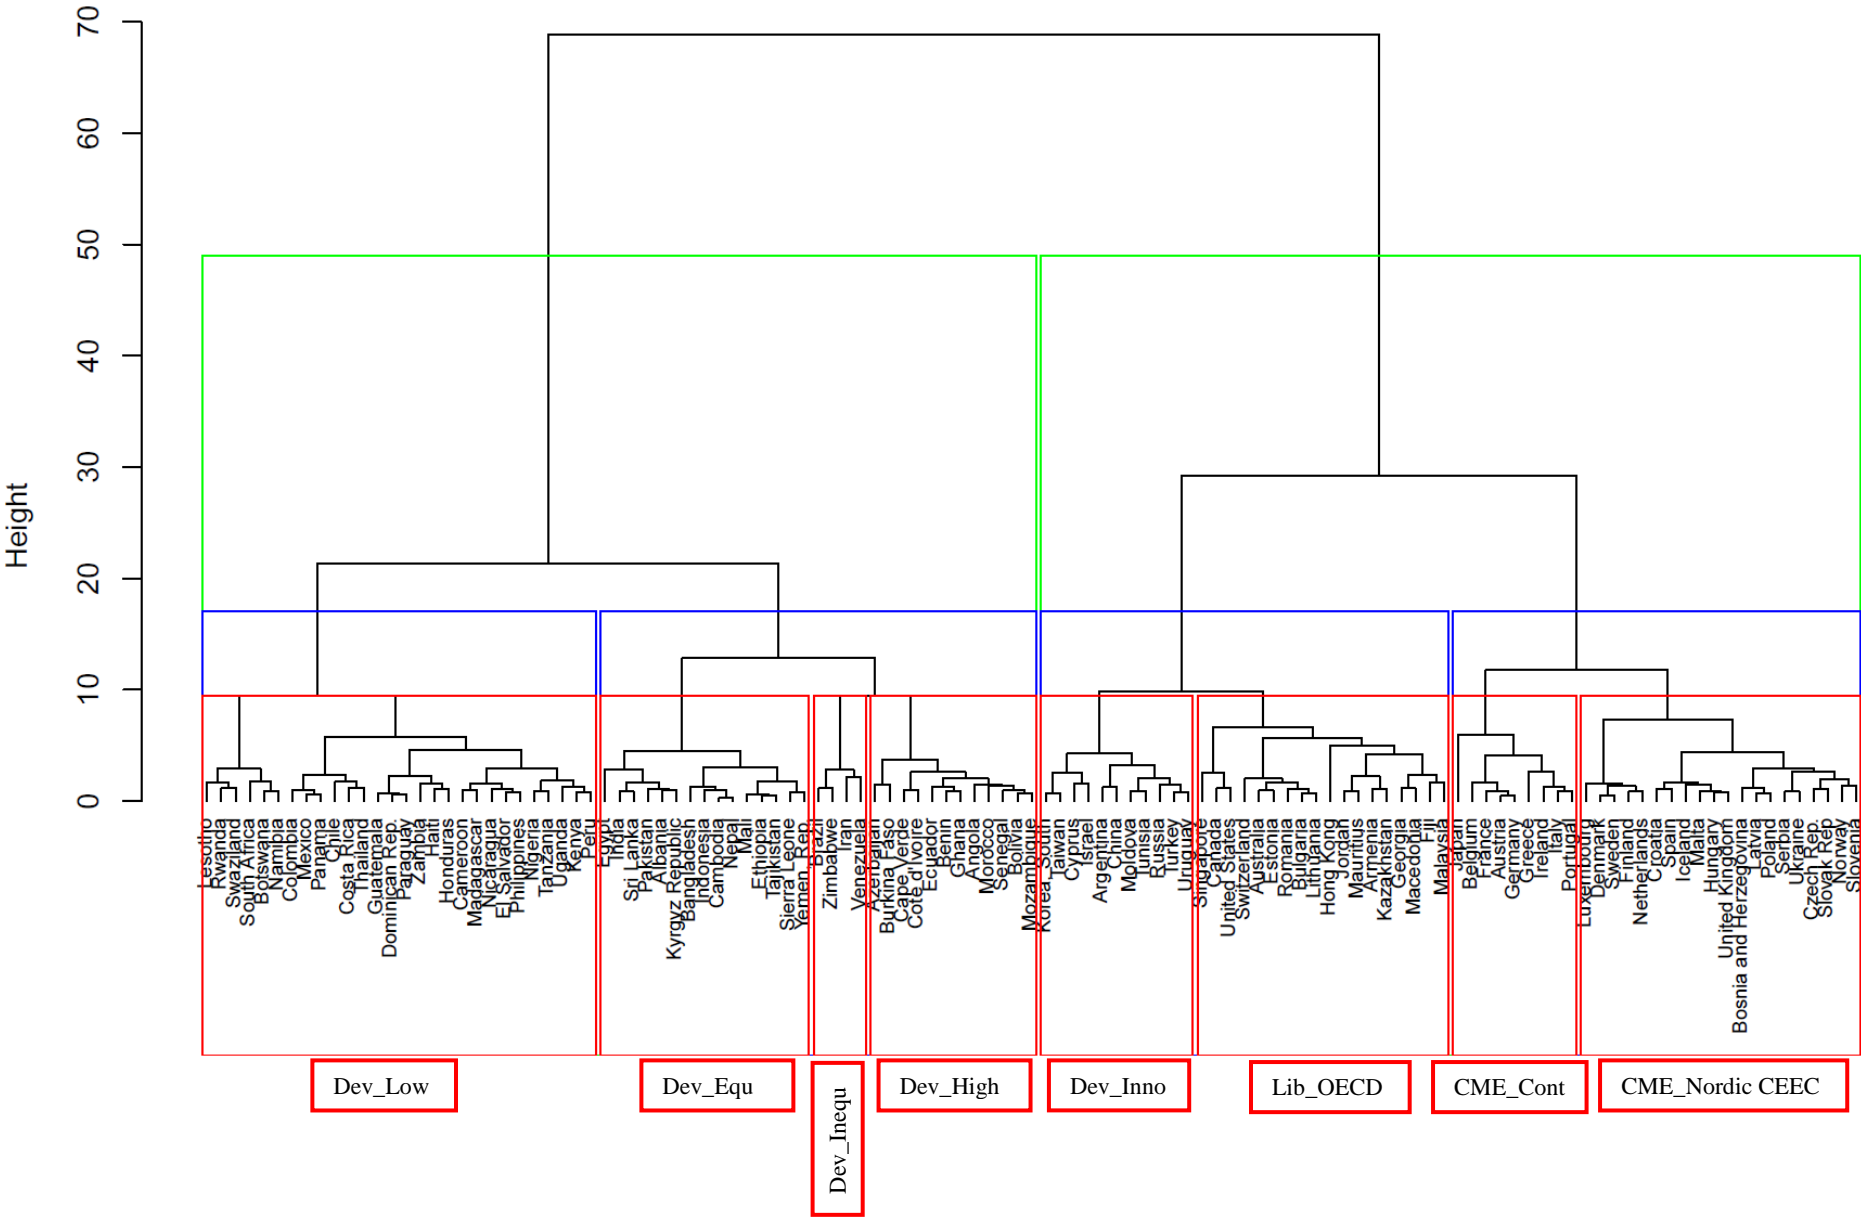 70
60
50
40
30
20
10
0
Height
Lesotho
Rwanda
Swaziland
South Africa
Botswana
Namibia
Colombia
Mexico
Panama
Chile
Costa Rica
Thailand
Guatemala
Dominican Rep.
Paraguay
Zambia
Haiti
Honduras
Cameroon
Madagascar
Nicaragua
El Salvador
Philippines
Nigeria
Tanzania
Uganda
Kenya
Peru
Egypt
India
Sri Lanka
Pakistan
Albania
Kyrgyz Republic
Bangladesh
Indonesia
Cambodia
Nepal
Mali
Ethiopia
Tajikistan
Sierra Leone
Yemen Rep.
Brazil
Zimbabwe
Iran
Venezuela
Azerbaijan
Burkina Faso
Cape Verde
Cote d'Ivoire
Ecuador
Benin
Ghana
Angola
Morocco
Senegal
Bolivia
Mozambique
Korea South
Taiwan
Cyprus
Israel
Argentina
China
Moldova
Tunisia
Russia
Turkey
Uruguay
Singapore
Canada
United States
Switzerland
Australia
Estonia
Romania
Bulgaria
Lithuania
Hong Kong
Jordan
Mauritius
Armenia
Kazakhstan
Georgia
Macedonia
Fiji
Malaysia
Japan
Belgium
France
Austria
Germany
Greece
Ireland
Italy
Portugal
Luxembourg
Denmark
Sweden
Finland
Netherlands
Croatia
Spain
Iceland
Malta
Hungary
United Kingdom
Bosnia and Herzegovina
Latvia
Poland
Serbia
Ukraine
Czech Rep.
Slovak Rep
Norway
Slovenia
Dev_Low
Dev_Equ
Dev_Inequ
Dev_High
Dev_Inno
Lib_OECD
CME_Cont
CME_Nordic CEEC